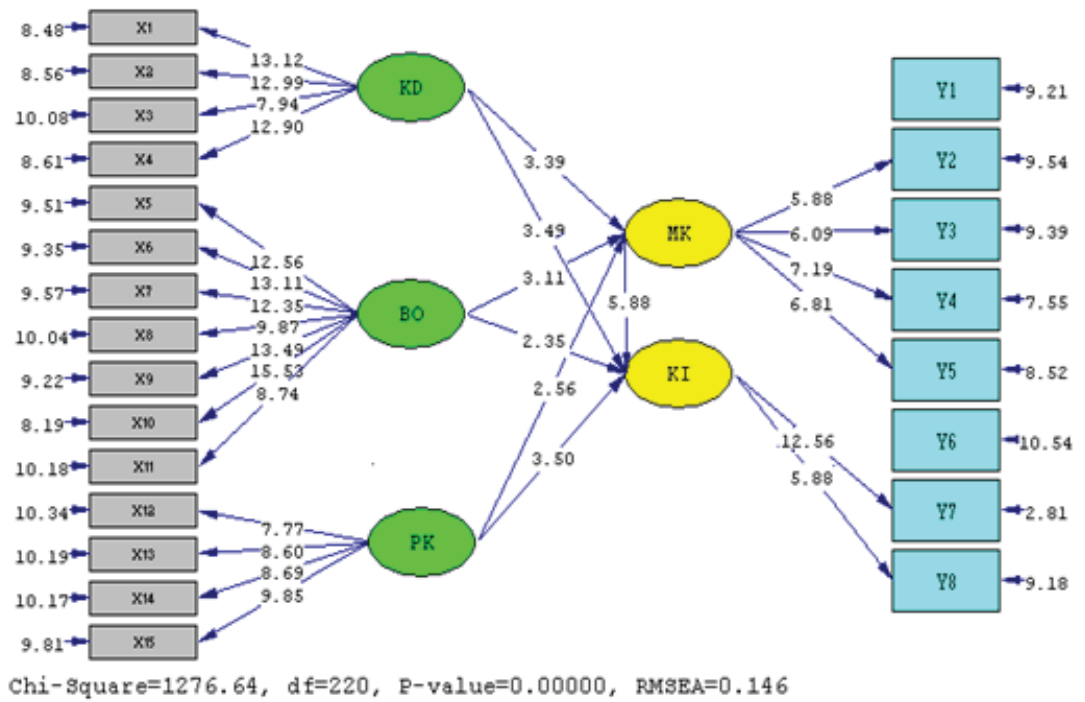 8.48 X1
8.56 X2
10.08 X3
8.61 X4
9.51 X5
9.35 X6
9.57 X7
10.04 X8
9.22 X9
8.19 X10
10.18 X11
10.34 X12
10.19 X13
10.17 X14
9.81 X15
13.12
12.99
7.94
12.90
12.56
13.11
12.35
9.87
13.49
15.53
8.74
7.77
8.60
8.69
9.85
KD
BO
PK
3.39
3.49
3.11
5.88
2.35
2.56
3.50
MK
KI
5.88
6.09
7.19
6.81
12.56
5.88
Y1 9.21
Y2 9.54
Y3 9.39
Y4 7.55
Y5 8.52
Y6 10.54
Y7 2.81
Y8 9.18
Chi-Square=1276.64, df=220, P-value=0.00000, RMSEA=0.146